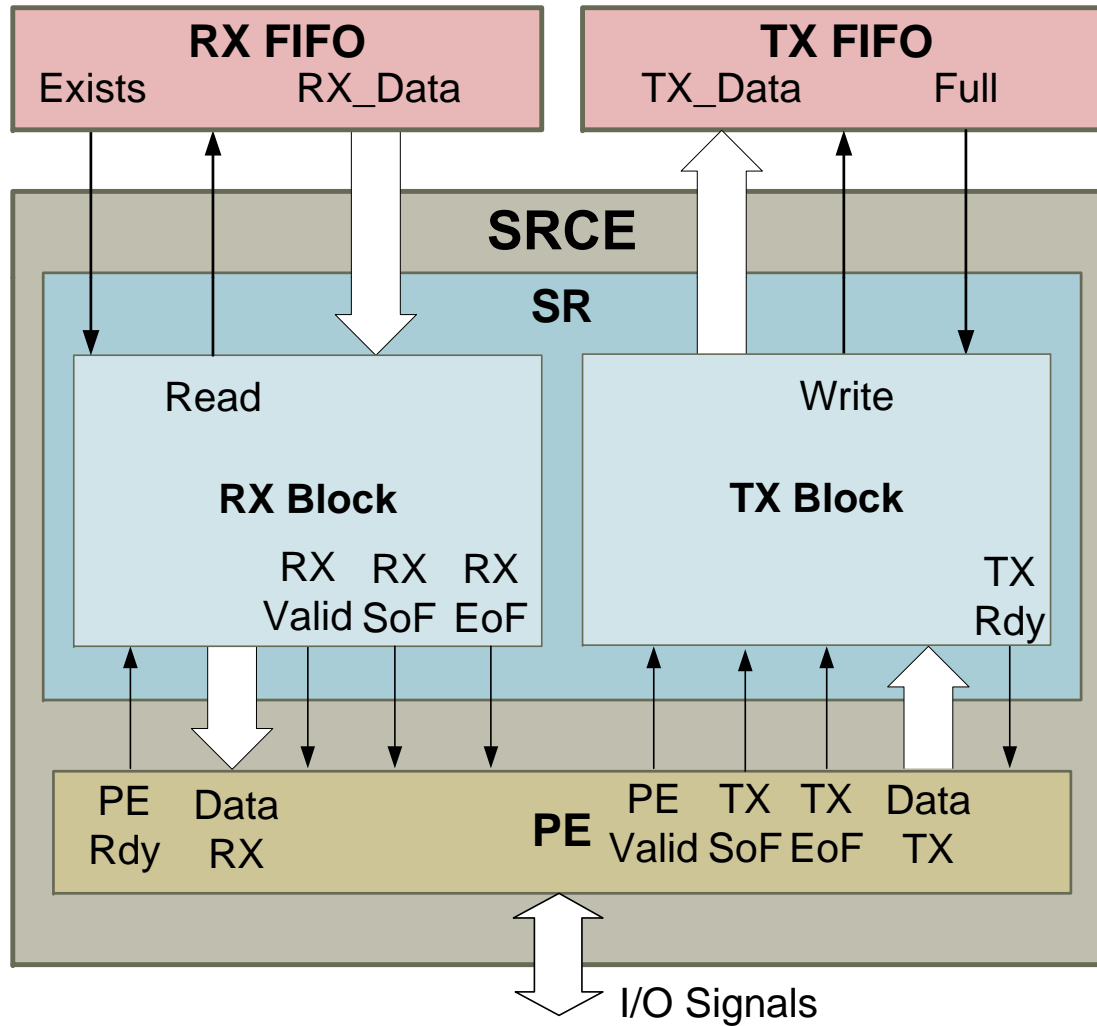 RX FIFO
Exists
RX_Data
TX FIFO
TX_Data
Full
SRCE
SR
Read
RX Block
RX
Valid
RX
SoF
RX
EoF
Write
TX Block
TX
Rdy
PE
Rdy
Data
RX
PE
PE
Valid
TX
SoF
TX
EoF
Data
TX
I/O Signals